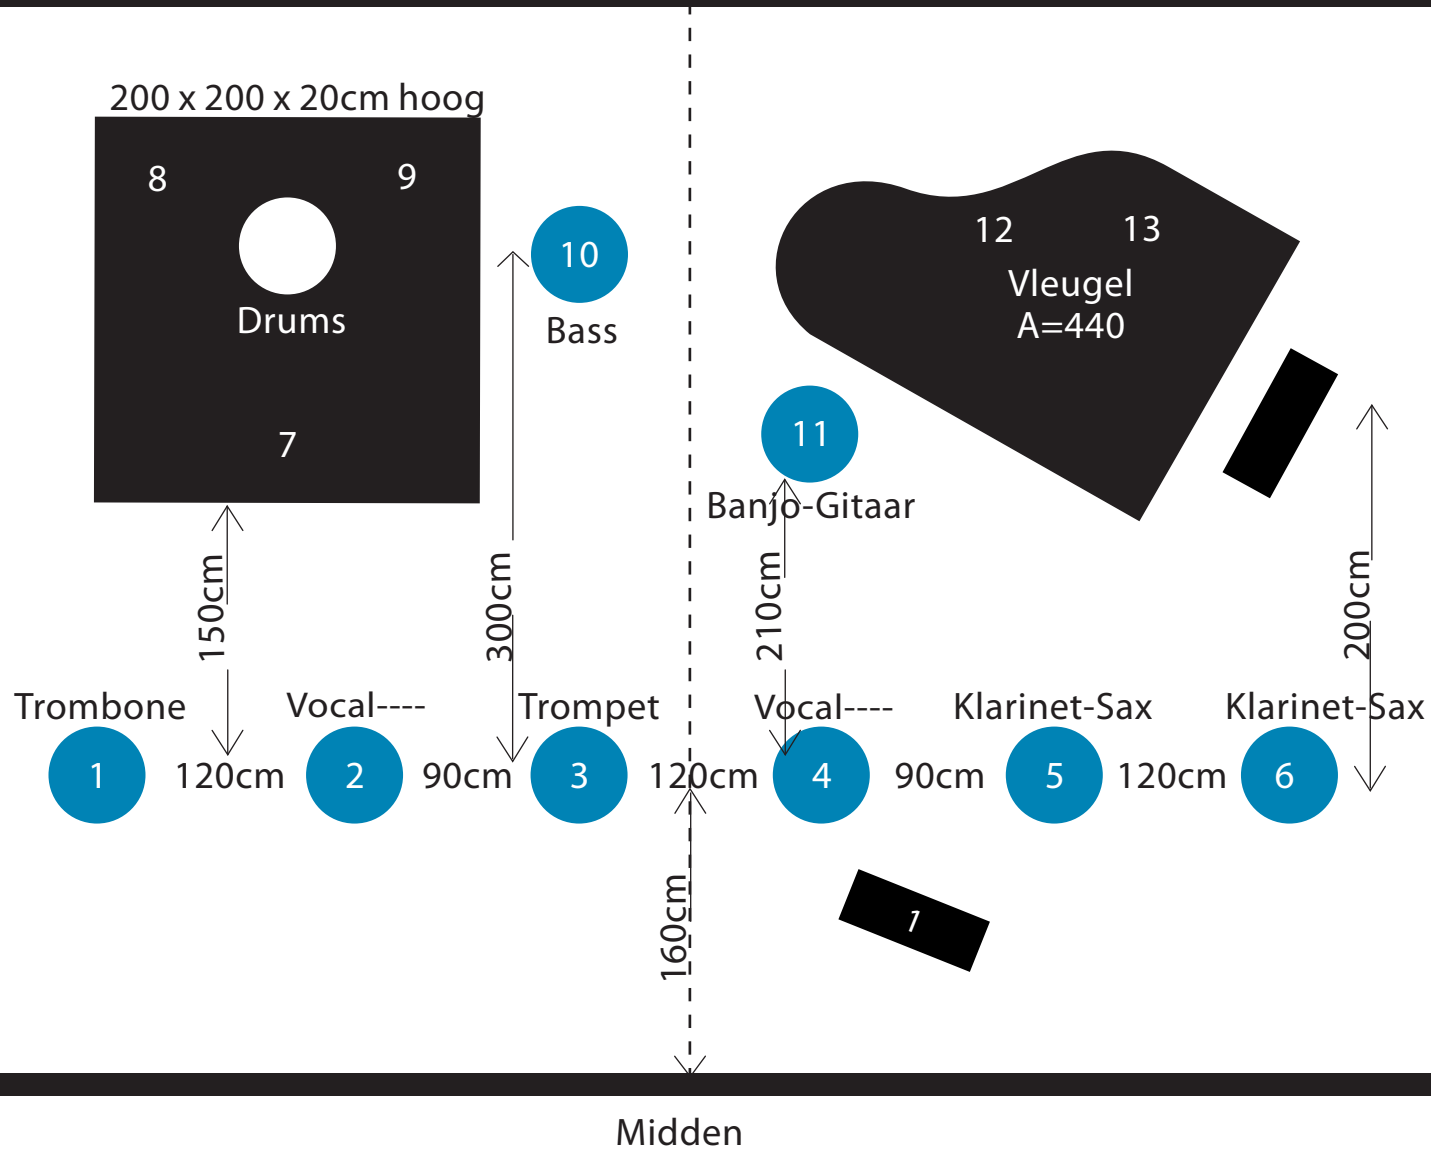 200 x 200 x 20cm hoog
8 9
12 13
10
Vleugel
A=440
Drums
Bass
11
7
Banjo-Gitaar
150cm
300cm
210cm
200cm
Trombone Vocal---- Trompet Vocal---- Klarinet-Sax Klarinet-Sax
1 120cm 2 90cm 3 120cm 4 90cm 5 120cm 6
160cm
1
Midden